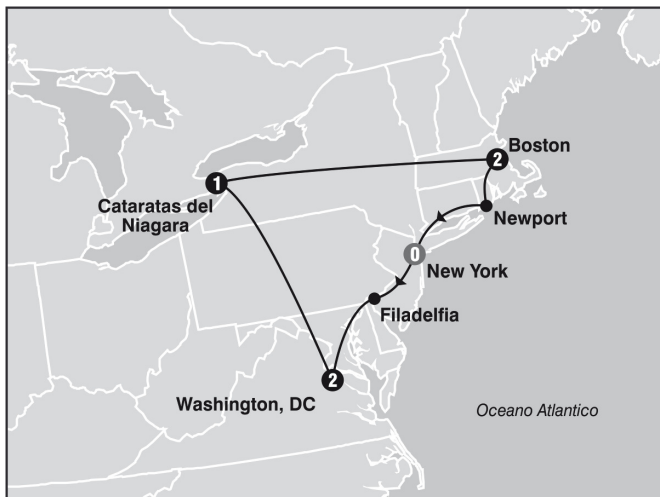 Boston
2
1
Cataratas del
Niagara
Newport
0
New York
Filadelfia
2
Washington, DC
Oceano Atlantico